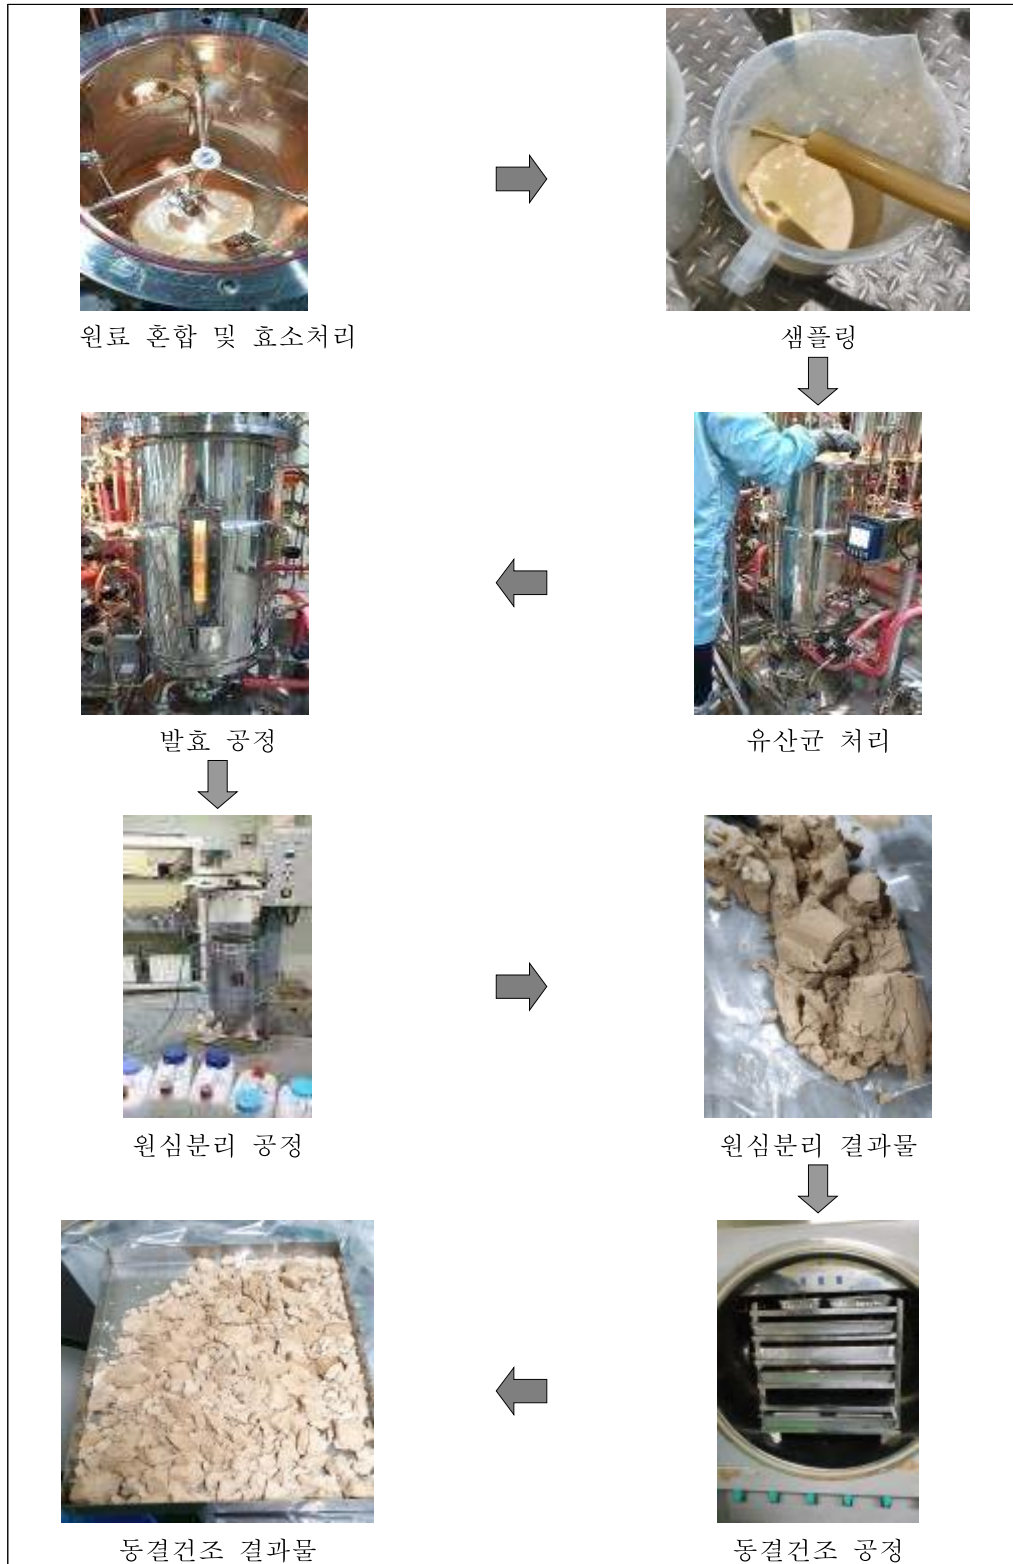 원료 혼합 및 효소처리
샘플링
유산균 처리
발효 공정
원심분리 공정
원심분리 결과물
동결건조 공정
동결건조 결과물